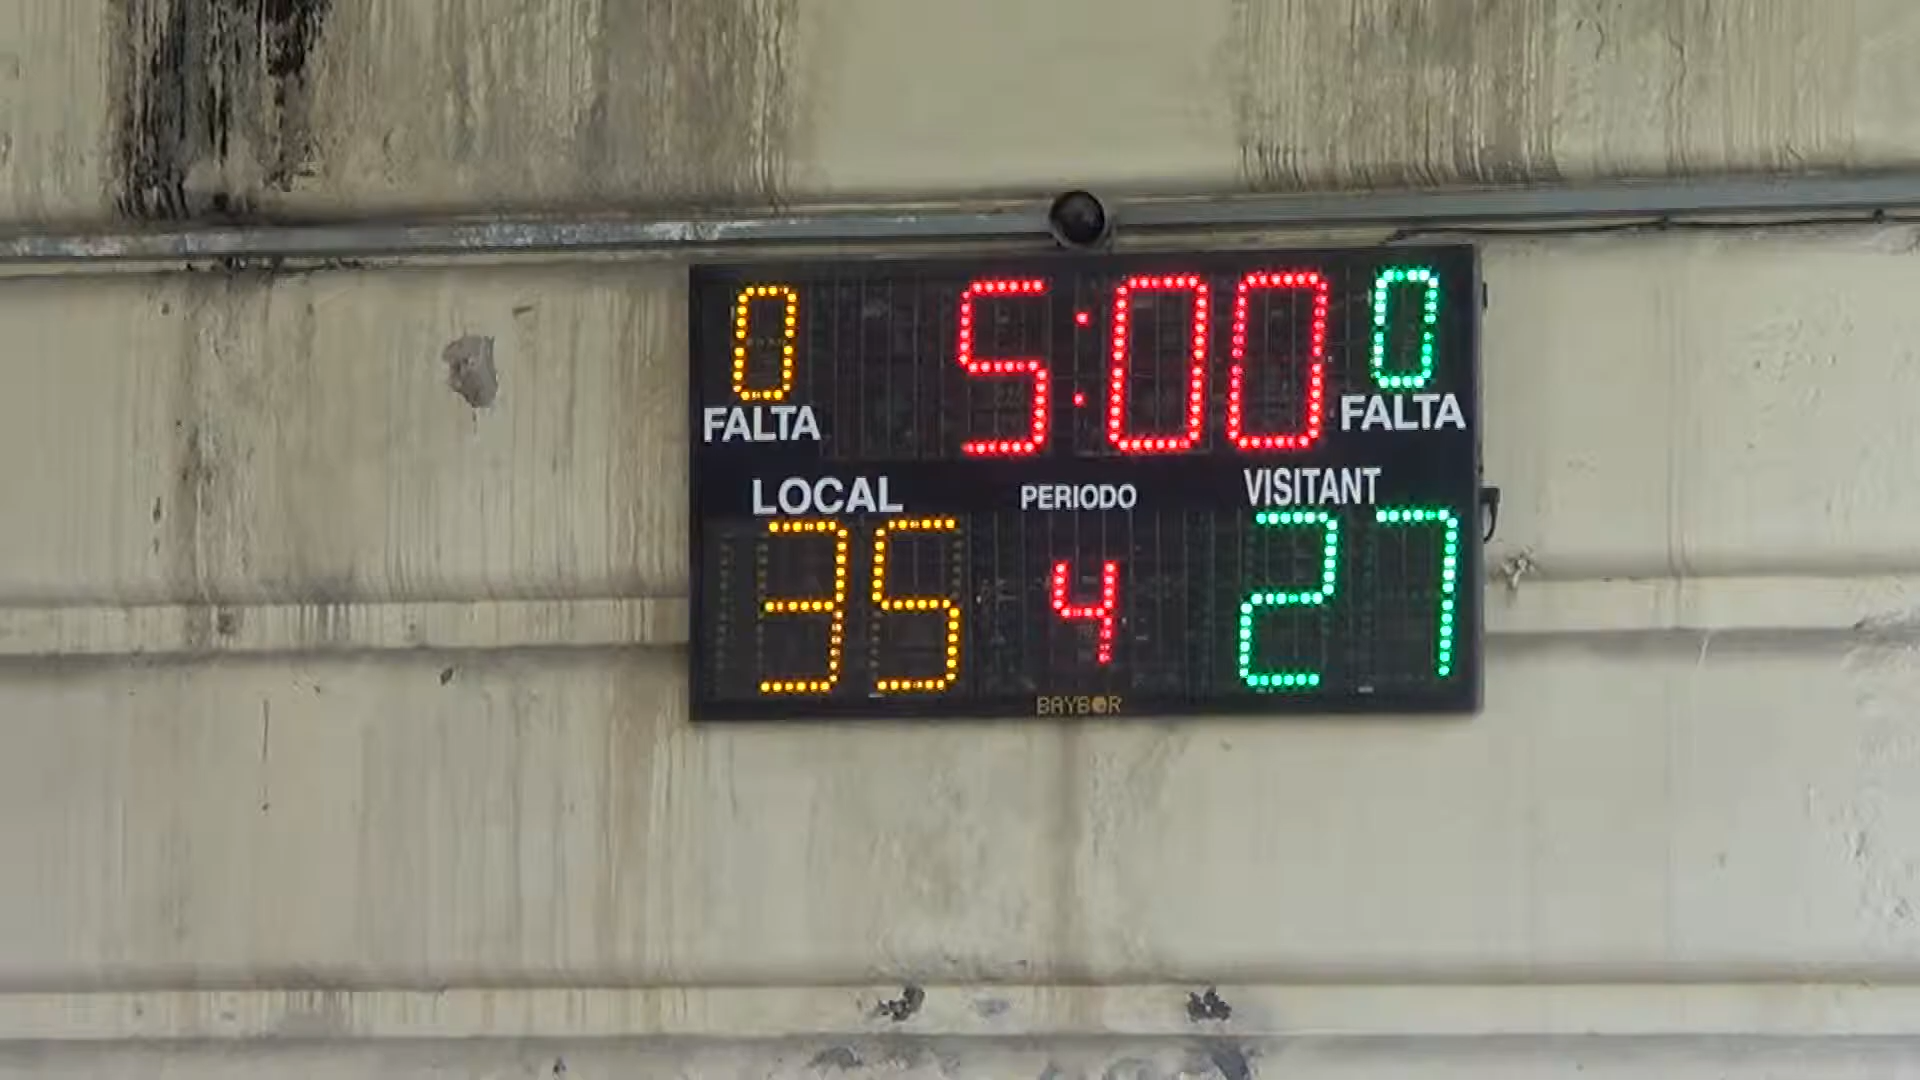 0 5:00 0
FALTA FALTA
LOCAL PERIODO VISITANT
35 4 27
BAYBOR